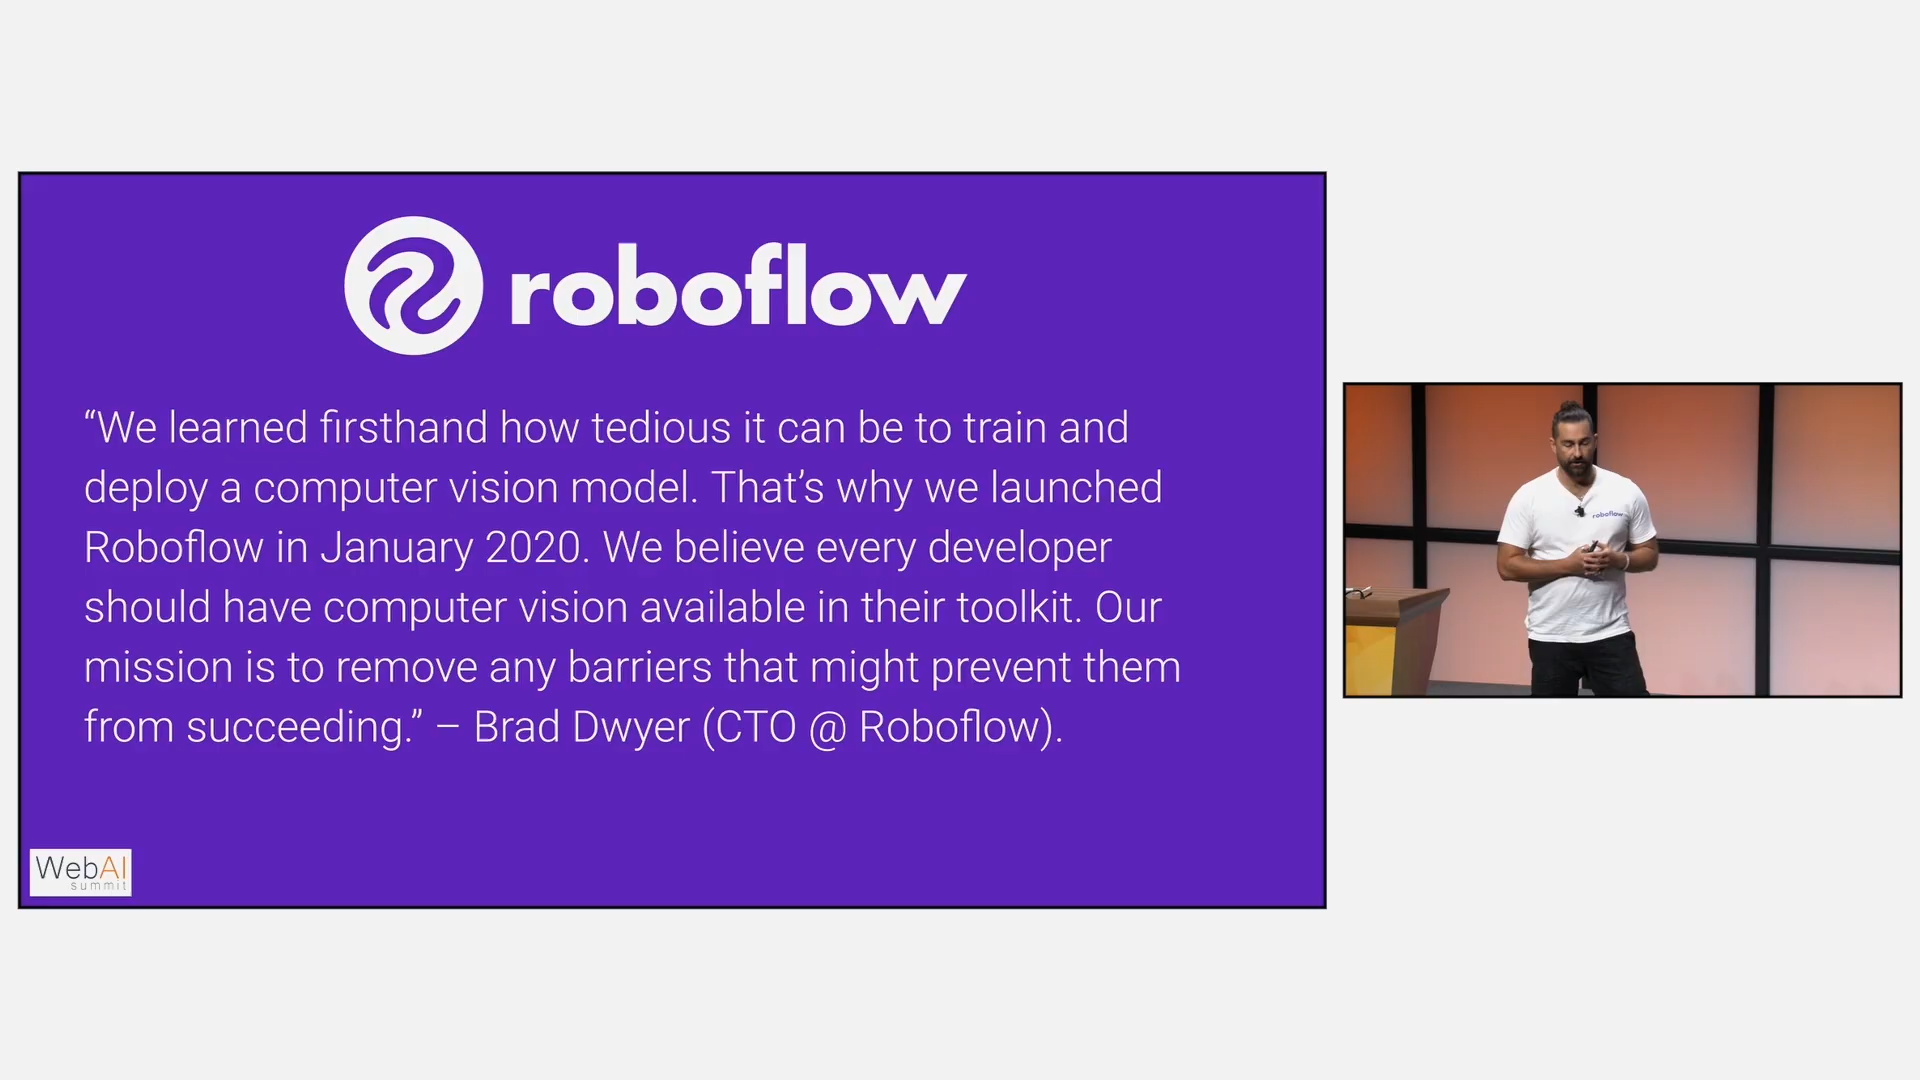 roboflow
“We learned firsthand how tedious it can be to train and
deploy a computer vision model. That’s why we launched
Roboflow in January 2020. We believe every developer
should have computer vision available in their toolkit. Our
mission is to remove any barriers that might prevent them
from succeeding.” – Brad Dwyer (CTO @ Roboflow).
WebAI
summit
roboflow